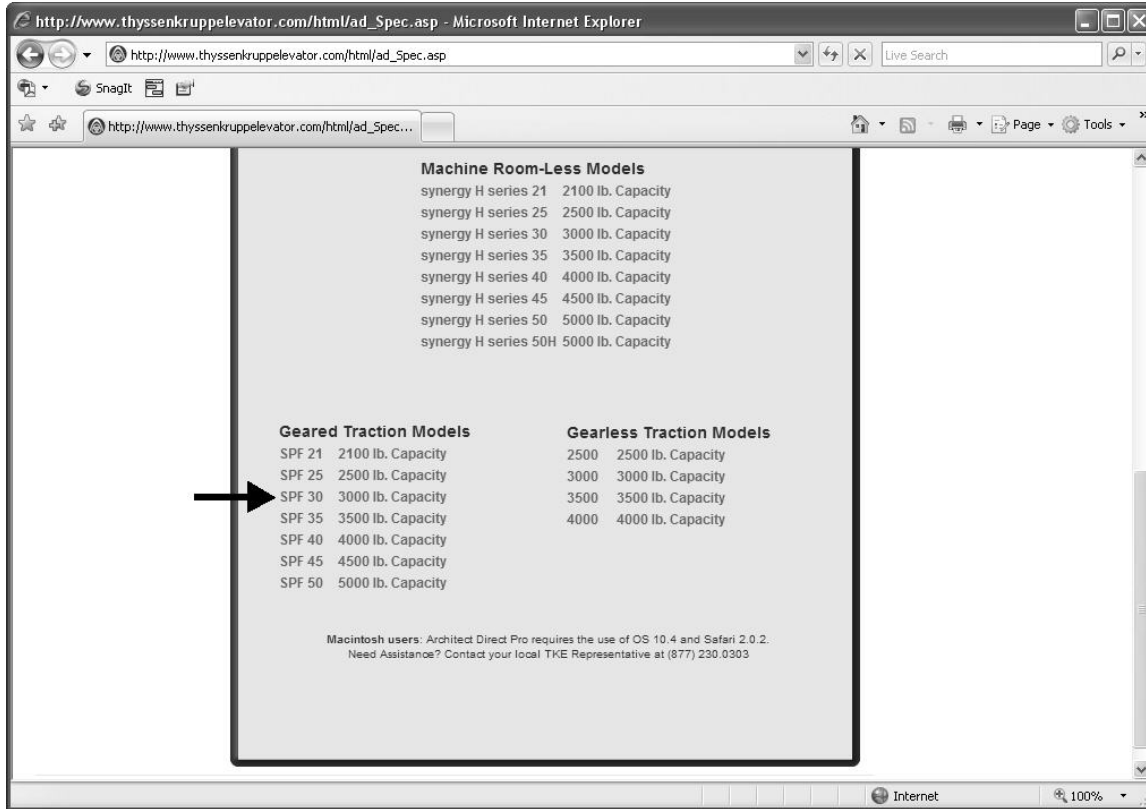 http://www.thyssenkruppelevator.com/html/ad_Spec.asp - Microsoft Internet Explorer
http://www.thyssenkruppelevator.com/html/ad_Spec.asp
Live Search
SnagIt
http://www.thyssenkruppelevator.com/html/ad_Spec...
Page
Tools
»
Machine Room-Less Models
synergy H series 21 2100 lb. Capacity
synergy H series 25 2500 lb. Capacity
synergy H series 30 3000 lb. Capacity
synergy H series 35 3500 lb. Capacity
synergy H series 40 4000 lb. Capacity
synergy H series 45 4500 lb. Capacity
synergy H series 50 5000 lb. Capacity
synergy H series 50H 5000 lb. Capacity
Geared Traction Models
SPF 21 2100 lb. Capacity
SPF 25 2500 lb. Capacity
SPF 30 3000 lb. Capacity
SPF 35 3500 lb. Capacity
SPF 40 4000 lb. Capacity
SPF 45 4500 lb. Capacity
SPF 50 5000 lb. Capacity
Gearless Traction Models
2500 2500 lb. Capacity
3000 3000 lb. Capacity
3500 3500 lb. Capacity
4000 4000 lb. Capacity
Macintosh users: Architect Direct Pro requires the use of OS 10.4 and Safari 2.0.2.
Need Assistance? Contact your local TKE Representative at (877) 230.0303
Internet
100%